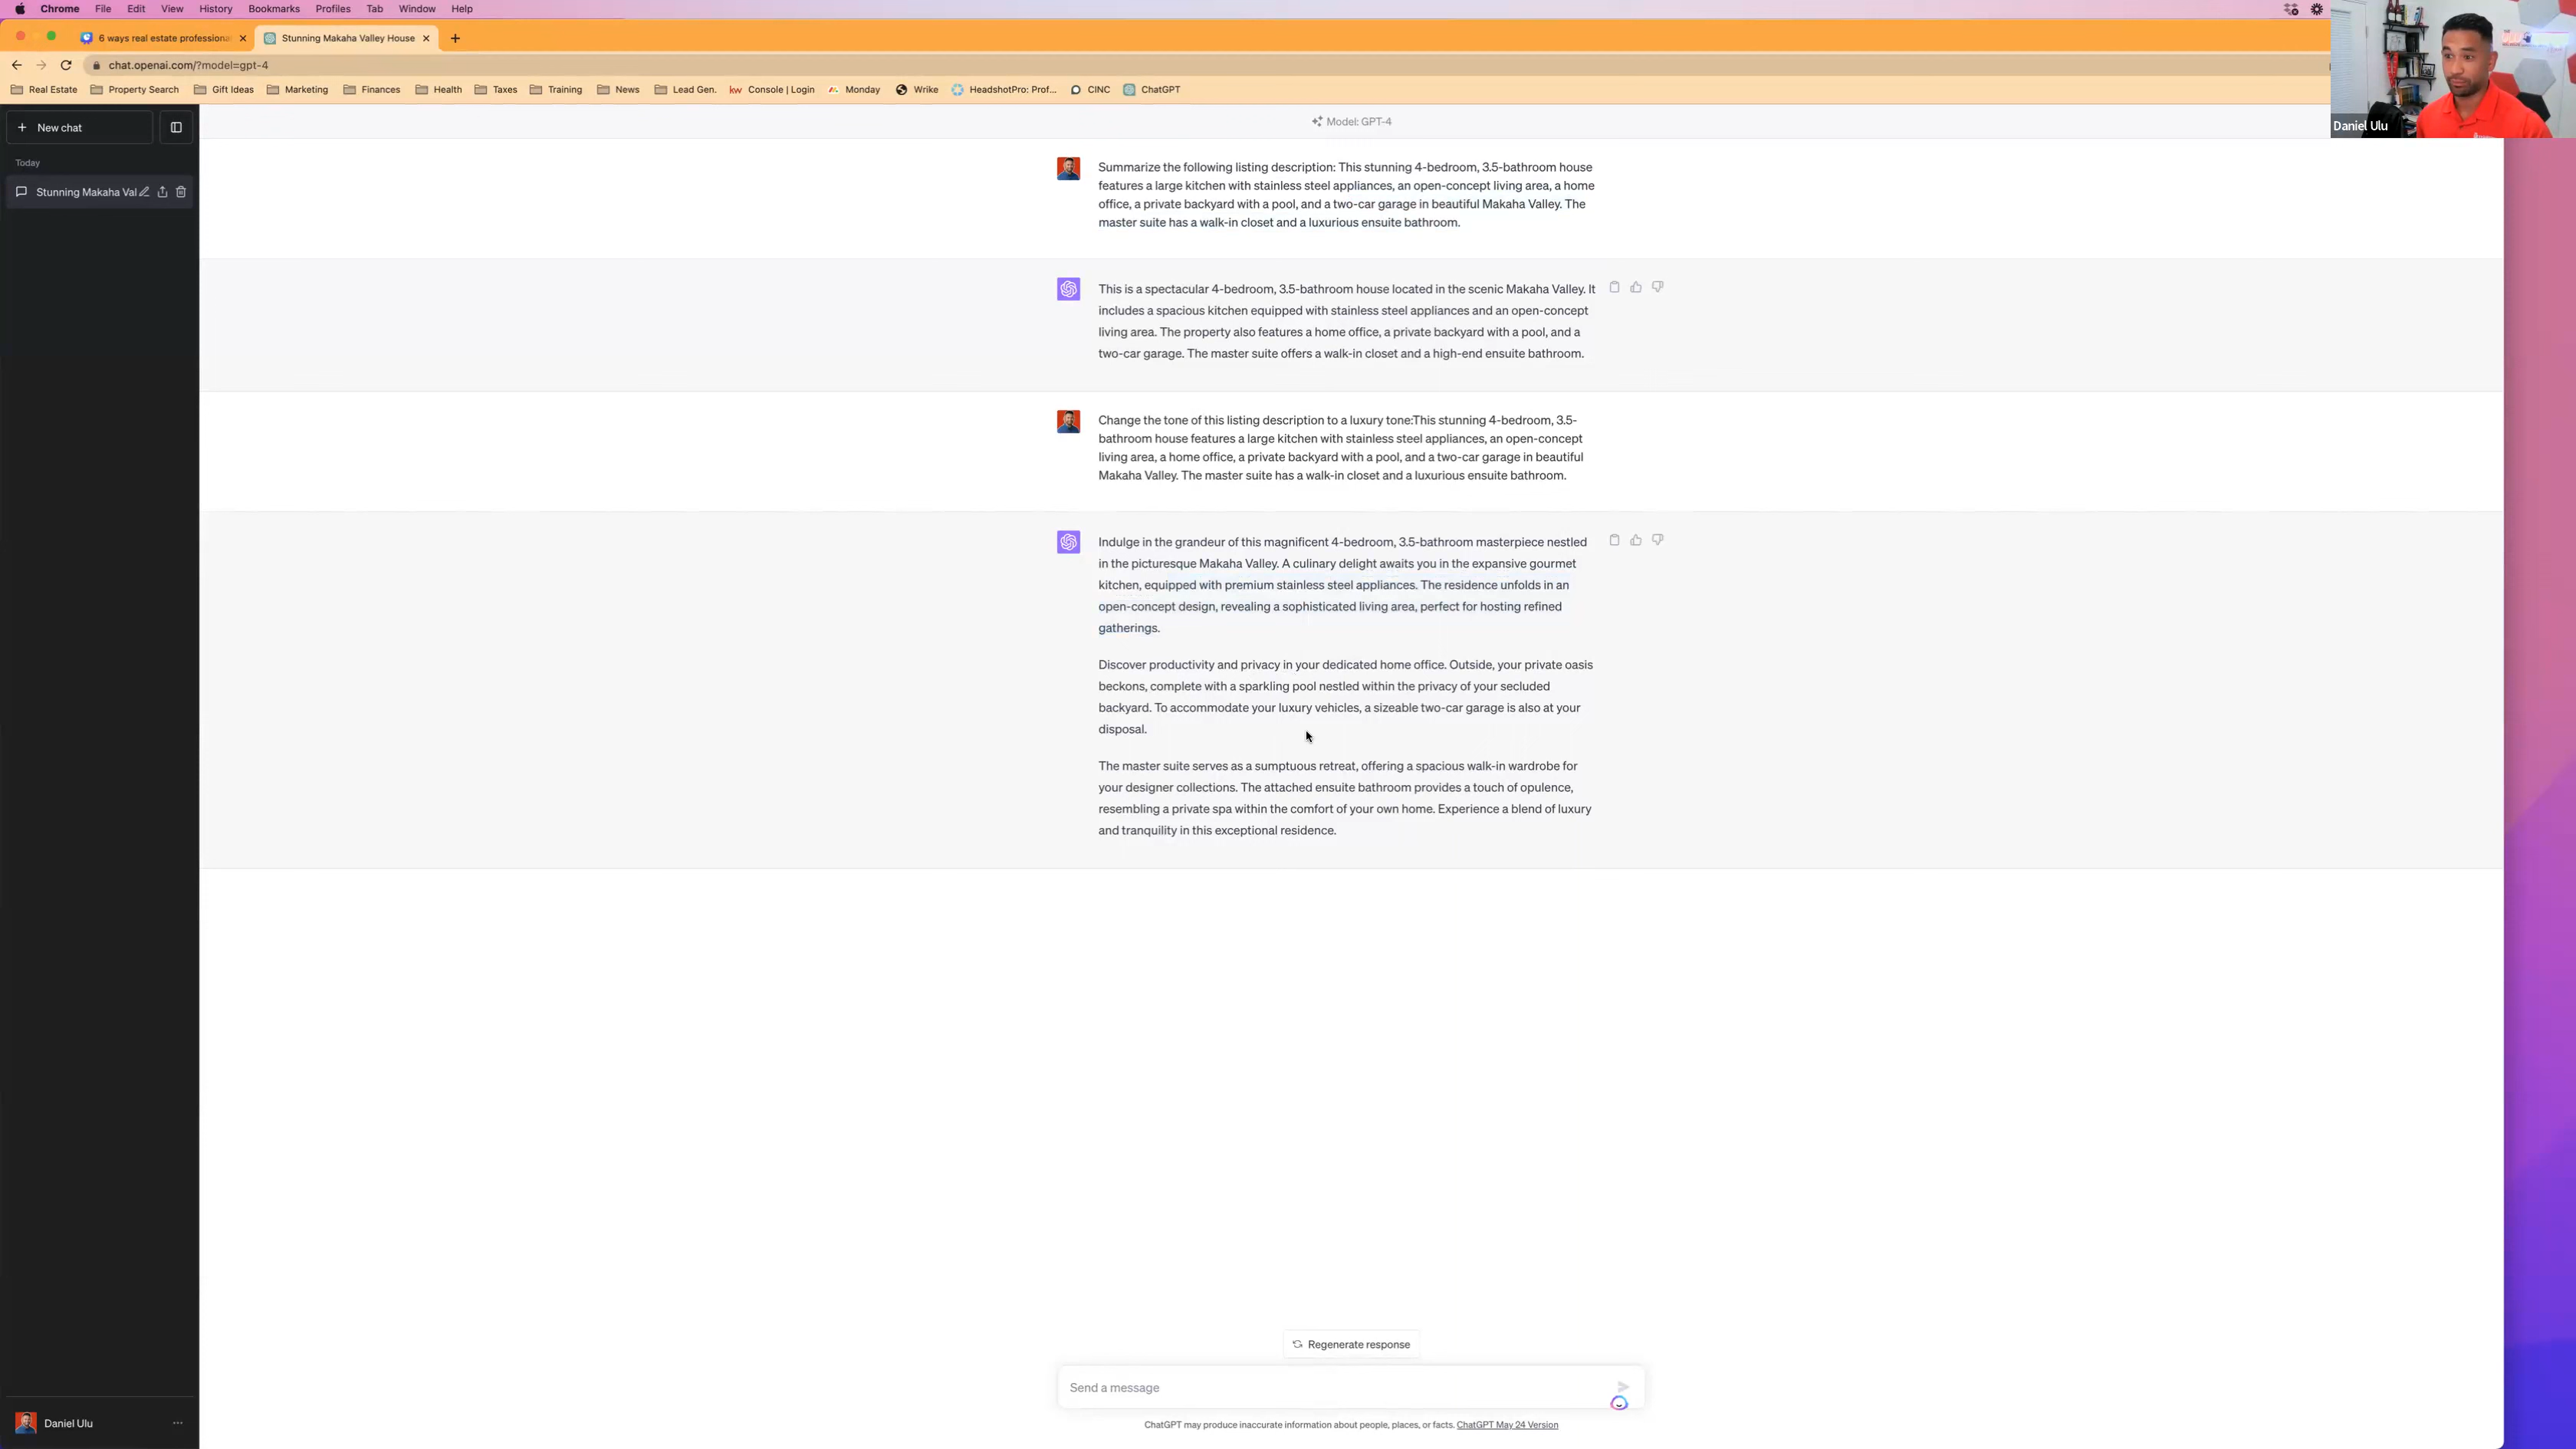 Chrome File Edit View History Bookmarks Profiles Tab Window Help
6 ways real estate professiona
Stunning Makaha Valley House
chat.openai.com/?model=gpt-4
Real Estate Property Search Gift Ideas Marketing Finances Health Taxes Training News Lead Gen. kw Console | Login Monday Wrike HeadshotPro: Prof... CINC ChatGPT
Daniel Ulu
New chat
Today
Stunning Makaha Val
Model: GPT-4
Summarize the following listing description: This stunning 4-bedroom, 3.5-bathroom house
features a large kitchen with stainless steel appliances, an open-concept living area, a home
office, a private backyard with a pool, and a two-car garage in beautiful Makaha Valley. The
master suite has a walk-in closet and a luxurious ensuite bathroom.
This is a spectacular 4-bedroom, 3.5-bathroom house located in the scenic Makaha Valley. It
includes a spacious kitchen equipped with stainless steel appliances and an open-concept
living area. The property also features a home office, a private backyard with a pool, and a
two-car garage. The master suite offers a walk-in closet and a high-end ensuite bathroom.
Change the tone of this listing description to a luxury tone:This stunning 4-bedroom, 3.5-
bathroom house features a large kitchen with stainless steel appliances, an open-concept
living area, a home office, a private backyard with a pool, and a two-car garage in beautiful
Makaha Valley. The master suite has a walk-in closet and a luxurious ensuite bathroom.
Indulge in the grandeur of this magnificent 4-bedroom, 3.5-bathroom masterpiece nestled
in the picturesque Makaha Valley. A culinary delight awaits you in the expansive gourmet
kitchen, equipped with premium stainless steel appliances. The residence unfolds in an
open-concept design, revealing a sophisticated living area, perfect for hosting refined
gatherings.
Discover productivity and privacy in your dedicated home office. Outside, your private oasis
beckons, complete with a sparkling pool nestled within the privacy of your secluded
backyard. To accommodate your luxury vehicles, a sizeable two-car garage is also at your
disposal.
The master suite serves as a sumptuous retreat, offering a spacious walk-in wardrobe for
your designer collections. The attached ensuite bathroom provides a touch of opulence,
resembling a private spa within the comfort of your own home. Experience a blend of luxury
and tranquility in this exceptional residence.
Regenerate response
Send a message
ChatGPT may produce inaccurate information about people, places, or facts. ChatGPT May 24 Version
Daniel Ulu